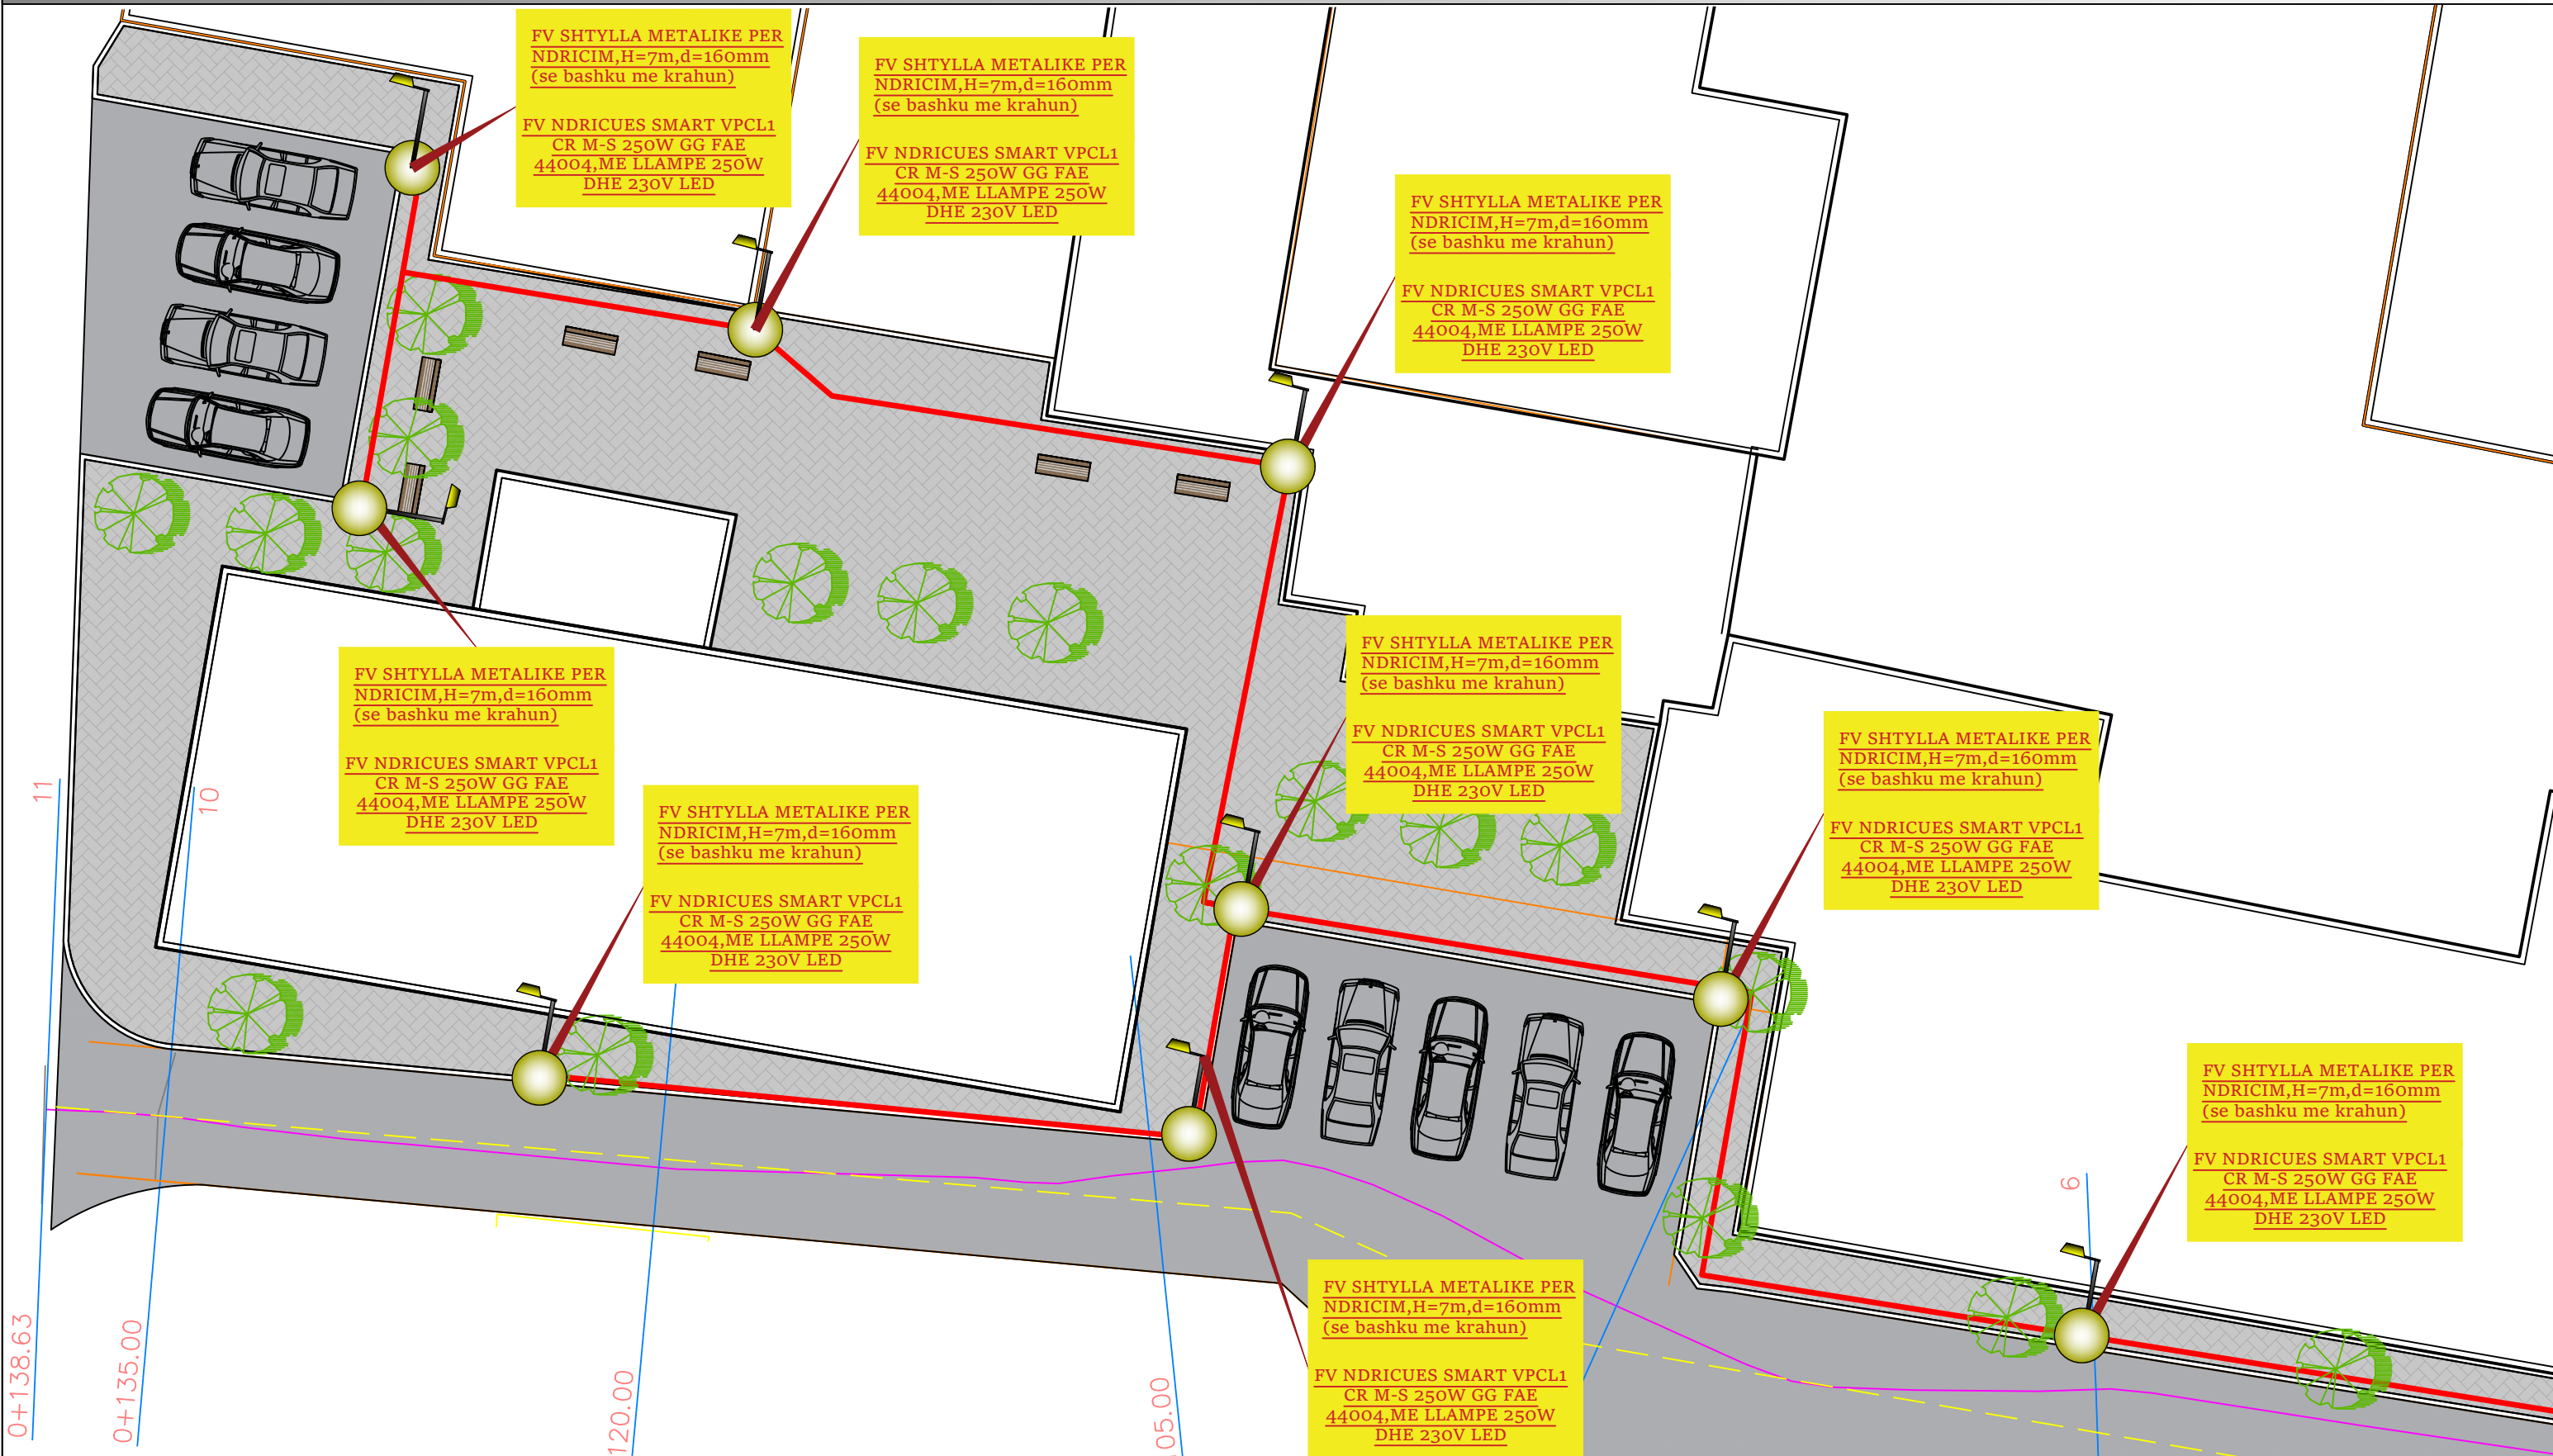 FV SHTYLLA METALIKE PER
NDRICIM,H=7m,d=160mm
(se bashku me krahun)
FV NDRICUES SMART VPCL1
CR M-S 250W GG FAE
44004,ME LLAMPE 250W
DHE 230V LED
FV SHTYLLA METALIKE PER
NDRICIM,H=7m,d=160mm
(se bashku me krahun)
FV NDRICUES SMART VPCL1
CR M-S 250W GG FAE
44004,ME LLAMPE 250W
DHE 230V LED
FV SHTYLLA METALIKE PER
NDRICIM,H=7m,d=160mm
(se bashku me krahun)
FV NDRICUES SMART VPCL1
CR M-S 250W GG FAE
44004,ME LLAMPE 250W
DHE 230V LED
FV SHTYLLA METALIKE PER
NDRICIM,H=7m,d=160mm
(se bashku me krahun)
FV NDRICUES SMART VPCL1
CR M-S 250W GG FAE
44004,ME LLAMPE 250W
DHE 230V LED
FV SHTYLLA METALIKE PER
NDRICIM,H=7m,d=160mm
(se bashku me krahun)
FV NDRICUES SMART VPCL1
CR M-S 250W GG FAE
44004,ME LLAMPE 250W
DHE 230V LED
FV SHTYLLA METALIKE PER
NDRICIM,H=7m,d=160mm
(se bashku me krahun)
FV NDRICUES SMART VPCL1
CR M-S 250W GG FAE
44004,ME LLAMPE 250W
DHE 230V LED
FV SHTYLLA METALIKE PER
NDRICIM,H=7m,d=160mm
(se bashku me krahun)
FV NDRICUES SMART VPCL1
CR M-S 250W GG FAE
44004,ME LLAMPE 250W
DHE 230V LED
11
10
FV SHTYLLA METALIKE PER
NDRICIM,H=7m,d=160mm
(se bashku me krahun)
FV NDRICUES SMART VPCL1
CR M-S 250W GG FAE
44004,ME LLAMPE 250W
DHE 230V LED
6
FV SHTYLLA METALIKE PER
NDRICIM,H=7m,d=160mm
(se bashku me krahun)
FV NDRICUES SMART VPCL1
CR M-S 250W GG FAE
44004,ME LLAMPE 250W
DHE 230V LED
0+138.63
0+135.00
120.00
05.00